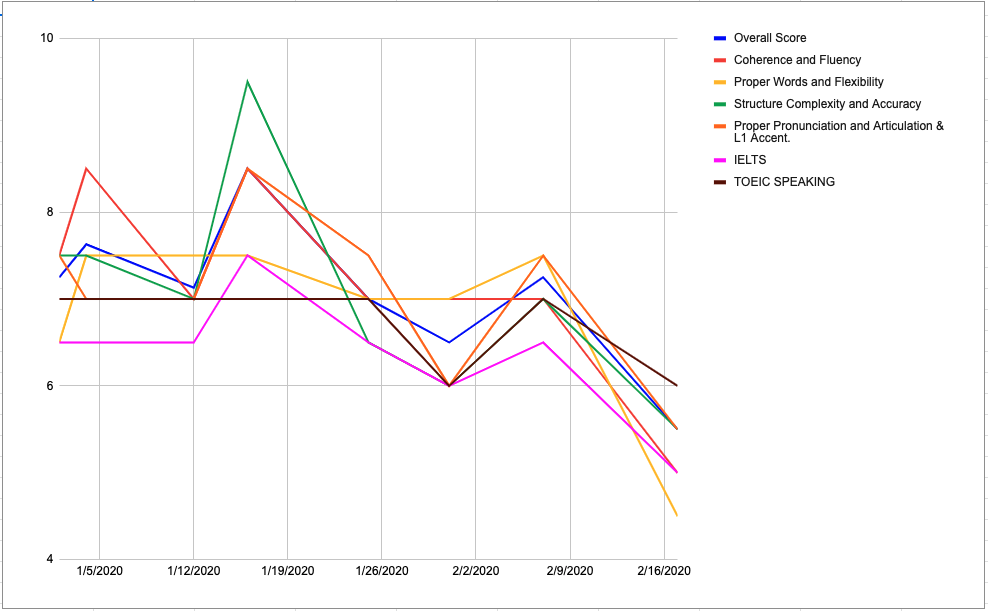 10
8
6
4
1/5/2020 1/12/2020 1/19/2020 1/26/2020 2/2/2020 2/9/2020 2/16/2020
Overall Score
Coherence and Fluency
Proper Words and Flexibility
Structure Complexity and Accuracy
Proper Pronunciation and Articulation &
L1 Accent.
IELTS
TOEIC SPEAKING